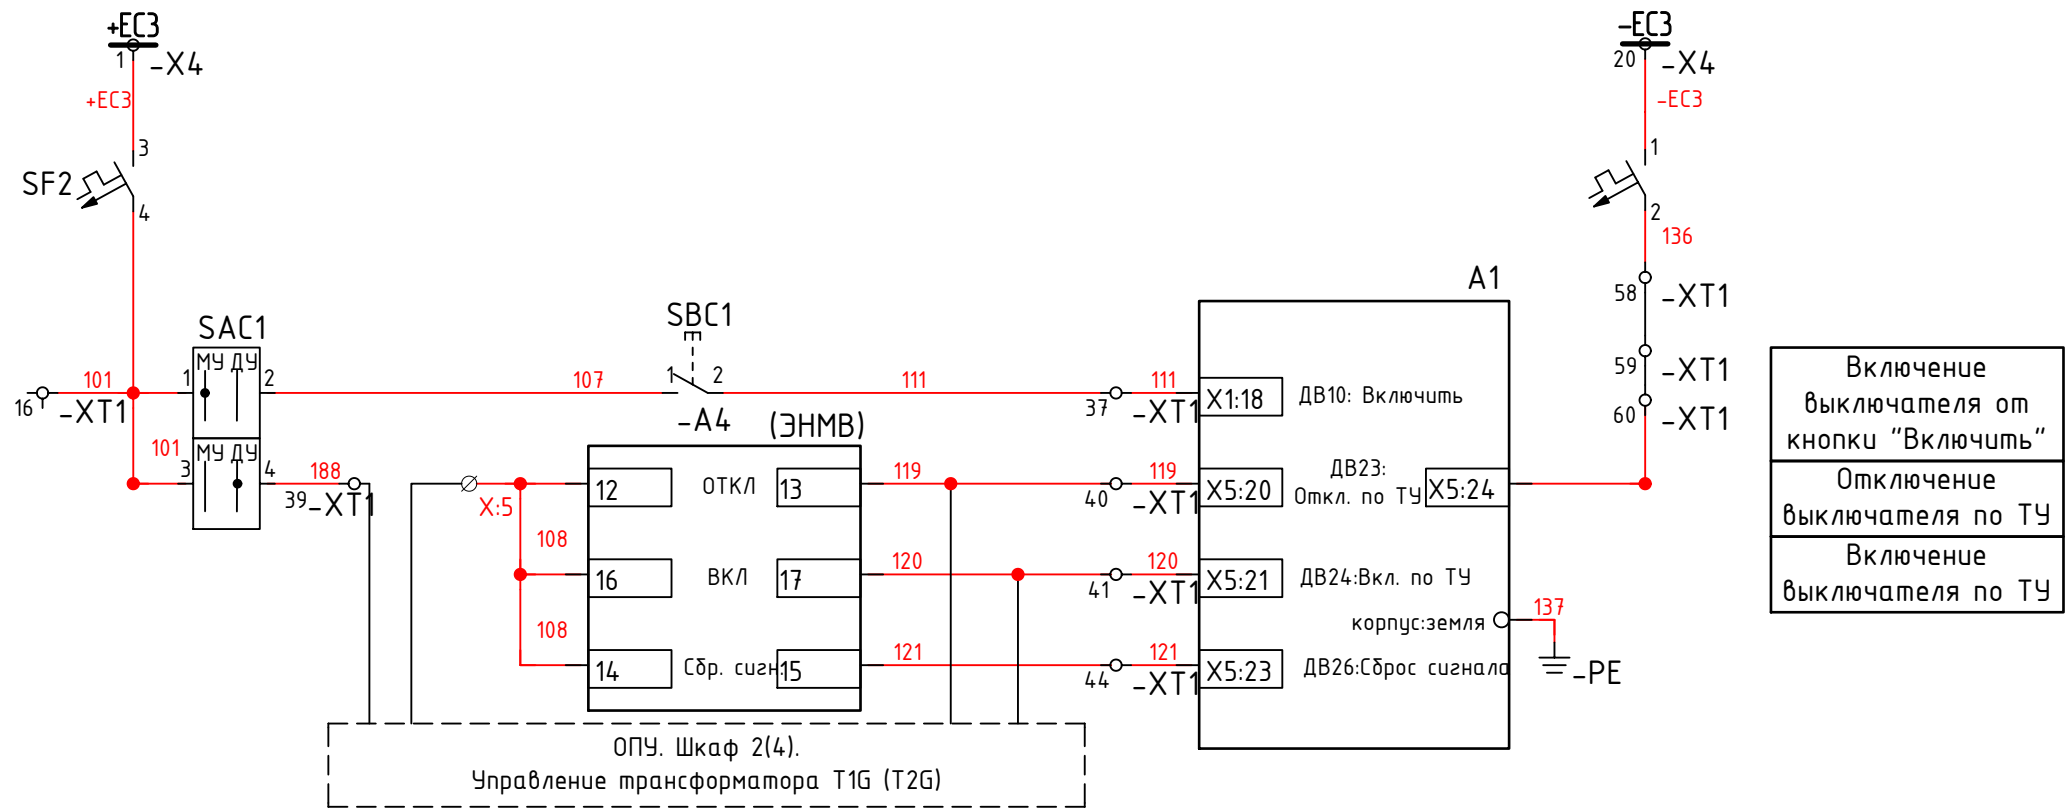 +ЕС3
1
-X4
+ЕС3
3
SF2
4
-ЕС3
20
-X4
-ЕС3
1
2
136
58
-XT1
59
-XT1
60
-XT1
SAC1
МУ ДУ
1
2
101
16
-XT1
101
МУ ДУ
3
4
188
39
-XT1
107
SBC1
1
2
111
37
-XT1
111
-A4
(ЭНМВ)
X:5
108
108
12
ОТКЛ
13
16
ВКЛ
17
14
Сбр. сигн.
15
119
40
-XT1
119
120
41
-XT1
120
121
44
-XT1
121
A1
X1:18
ДВ10: Включить
X5:20
ДВ23:
Откл. по ТУ
X5:24
X5:21
ДВ24:Вкл. по ТУ
корпус:земля
137
-PE
X5:23
ДВ26:Сброс сигнала
Включение
выключателя от
кнопки "Включить"
Отключение
выключателя по ТУ
Включение
выключателя по ТУ
ОПУ. Шкаф 2(4).
Управление трансформатора T1G (T2G)